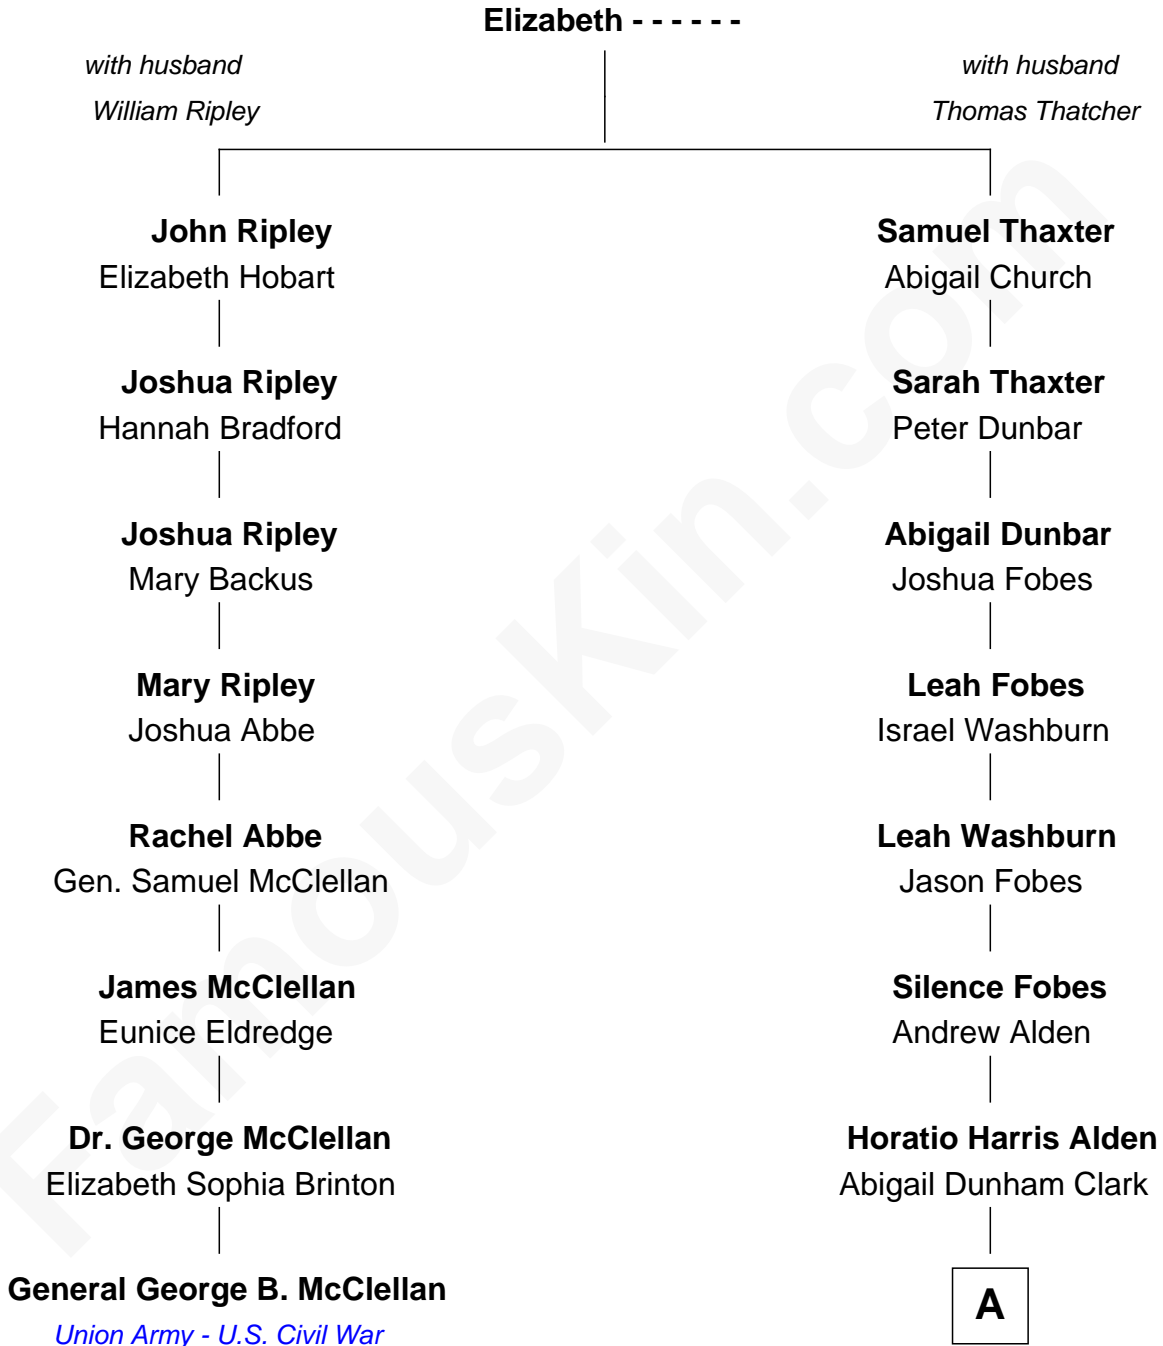 Elizabeth - - - - - -
with husband
William Ripley
with husband
Thomas Thatcher
John Ripley
Elizabeth Hobart
Samuel Thaxter
Abigail Church
Joshua Ripley
Hannah Bradford
Sarah Thaxter
Peter Dunbar
Joshua Ripley
Mary Backus
Abigail Dunbar
Joshua Fobes
Mary Ripley
Joshua Abbe
Leah Fobes
Israel Washburn
Rachel Abbe
Gen. Samuel McClellan
Leah Washburn
Jason Fobes
James McClellan
Eunice Eldredge
Silence Fobes
Andrew Alden
Dr. George McClellan
Elizabeth Sophia Brinton
Horatio Harris Alden
Abigail Dunham Clark
General George B. McClellan
Union Army - U.S. Civil War
A
FamousKin.com